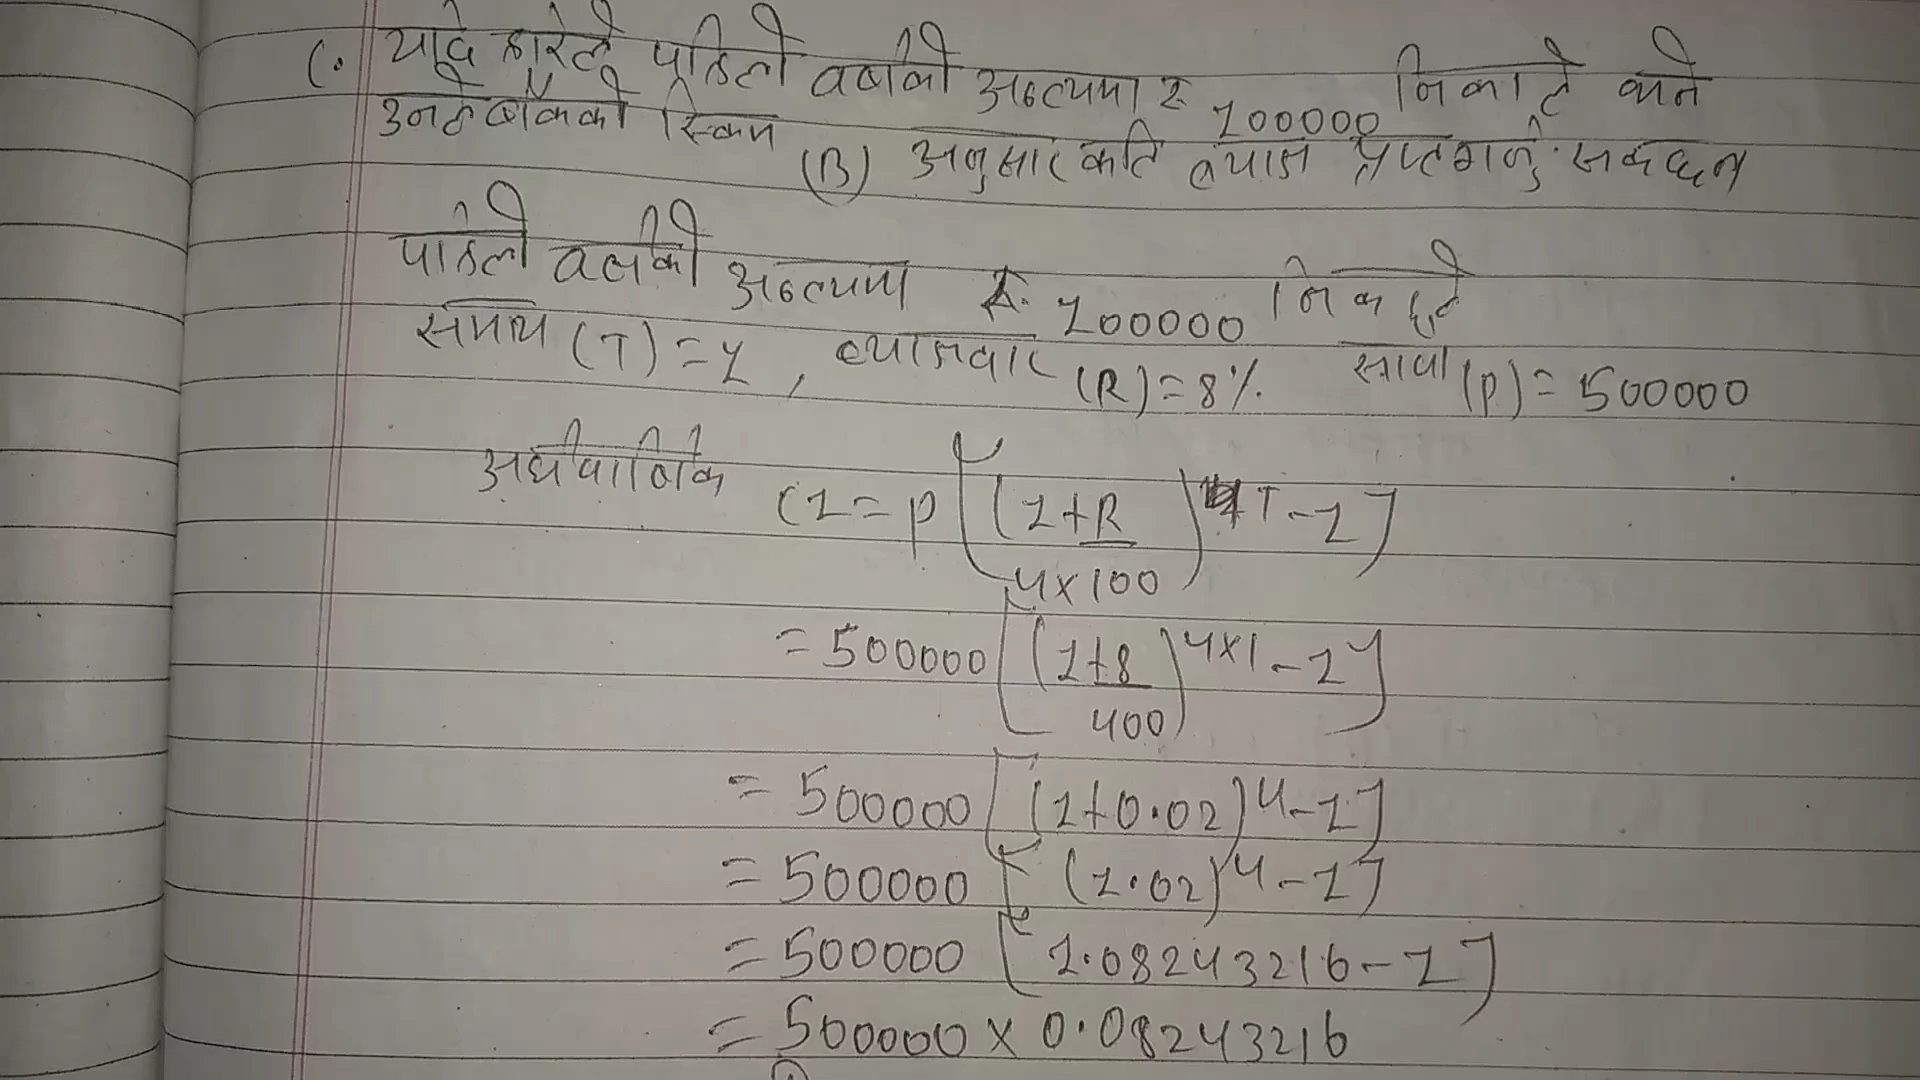 C. यदि हरिले पहिलो वर्षको अन्त्यमा रु 100000 निकाले भने
उनले बैंकको स्किम (B) अनुसार कति ब्याज प्राप्त गर्नु सक्छन
पहिलो वर्षको अन्त्यमा रु. 100000 निकाले
समय (T) = 1, ब्याजदर (R) = 8% सावा (P) = 500000
अर्धवार्षिक CI = P [(1+R/4×100)^4T - 1]
= 500000 [(1+8/400)^4×1 - 1]
= 500000 [(1+0.02)^4 - 1]
= 500000 [(1.02)^4 - 1]
= 500000 [1.08243216 - 1]
= 500000 × 0.08243216